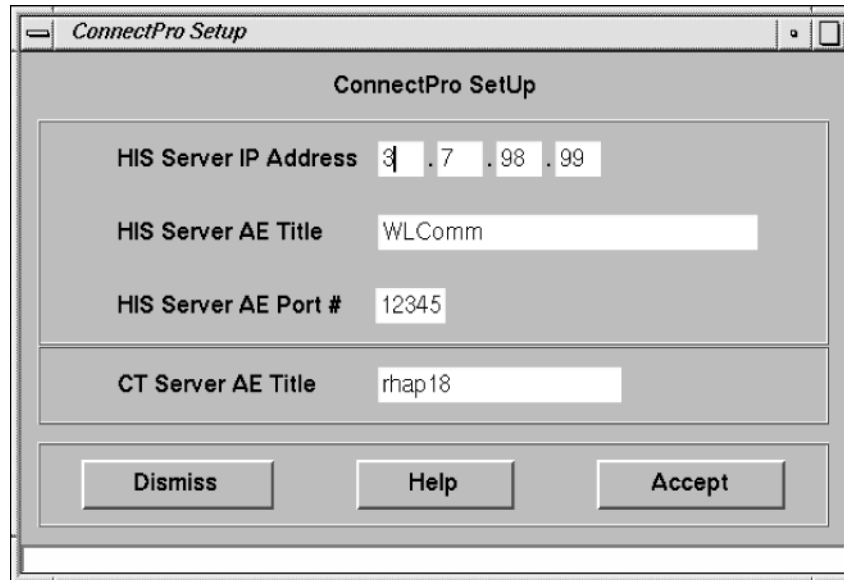 ConnectPro Setup
ConnectPro SetUp
HIS Server IP Address 3 . 7 . 98 . 99
HIS Server AE Title WLComm
HIS Server AE Port # 12345
CT Server AE Title rhap18
Dismiss Help Accept